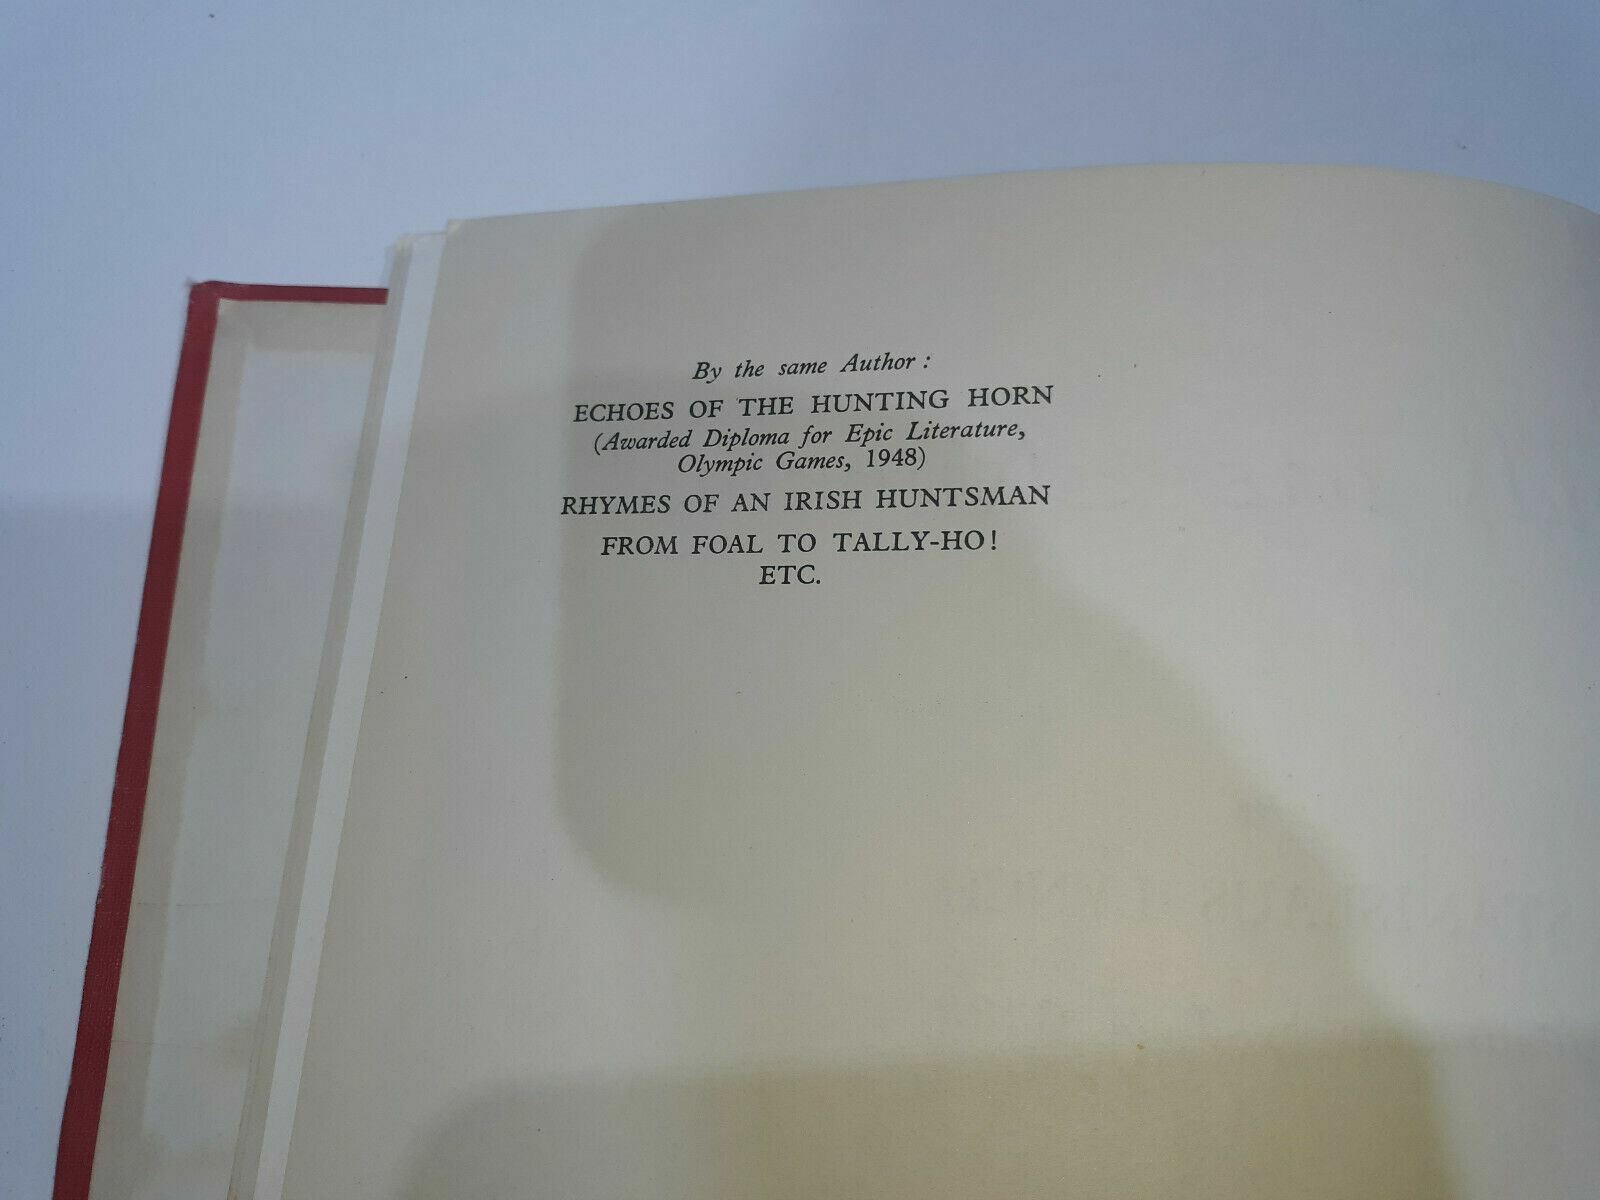 By the same Author :
ECHOES OF THE HUNTING HORN
(Awarded Diploma for Epic Literature,
Olympic Games, 1948)
RHYMES OF AN IRISH HUNTSMAN
FROM FOAL TO TALLY-HO!
ETC.